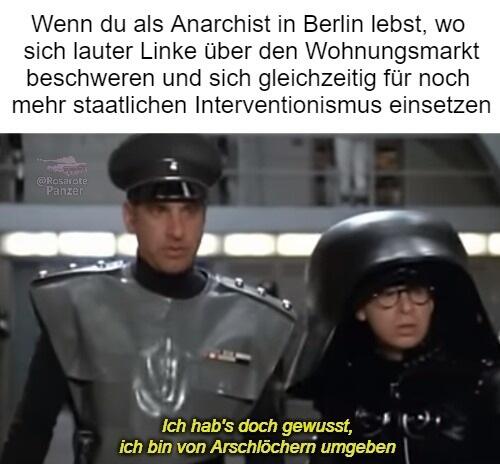 Wenn du als Anarchist in Berlin lebst, wo
sich lauter Linke über den Wohnungsmarkt
beschweren und sich gleichzeitig für noch
mehr staatlichen Interventionismus einsetzen
@Rosarote
Panzer
Ich hab's doch gewusst,
ich bin von Arschlöchern umgeben